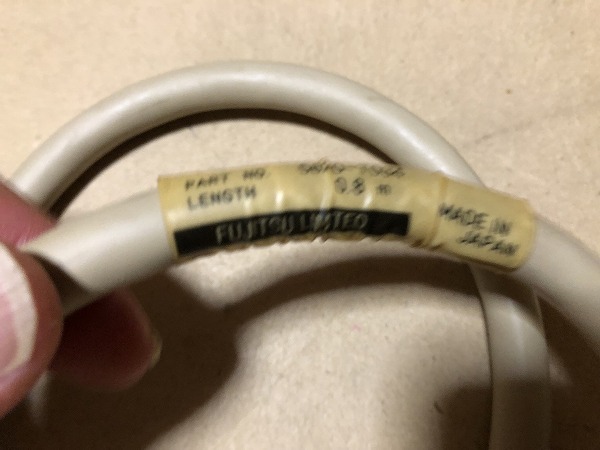 PART NO.
LENGTH 0.8 m
FUJITSU LIMITED
MADE IN
JAPAN